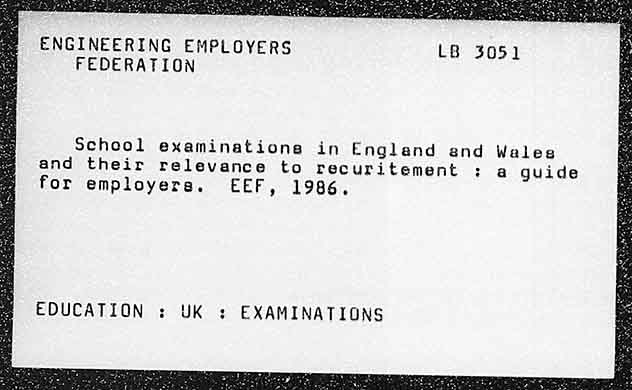 ENGINEERING EMPLOYERS LB 3051
FEDERATION
School examinations in England and Wales
and their relevance to recuritement : a guide
for employers. EEF, 1986.
EDUCATION : UK : EXAMINATIONS